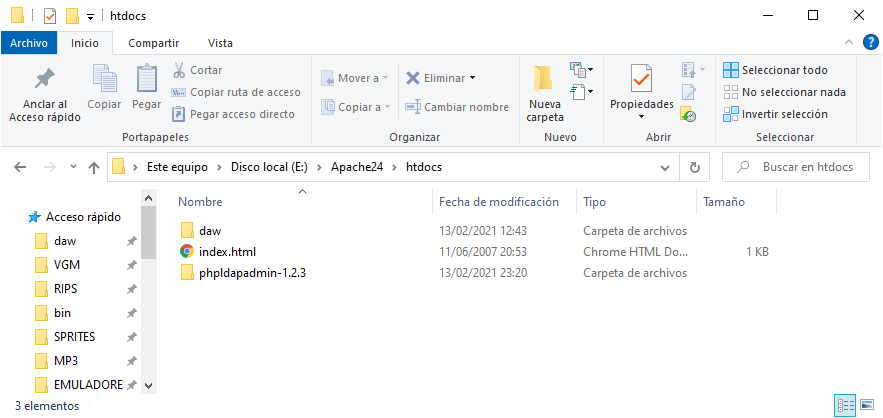 htdocs
Archivo Inicio Compartir Vista
Anclar al Acceso rápido
Copiar
Pegar
Cortar
Copiar ruta de acceso
Pegar acceso directo
Portapapeles
Mover a
Copiar a
Eliminar
Cambiar nombre
Organizar
Nueva carpeta
Nuevo
Propiedades
Abrir
Seleccionar todo
No seleccionar nada
Invertir selección
Seleccionar
Este equipo > Disco local (E:) > Apache24 > htdocs
Buscar en htdocs
Acceso rápido
daw
VGM
RIPS
bin
SPRITES
MP3
EMULADORE
Nombre Fecha de modificación Tipo Tamaño
daw 13/02/2021 12:43 Carpeta de archivos
index.html 11/06/2007 20:53 Chrome HTML Do... 1 KB
phpldapadmin-1.2.3 13/02/2021 23:20 Carpeta de archivos
3 elementos